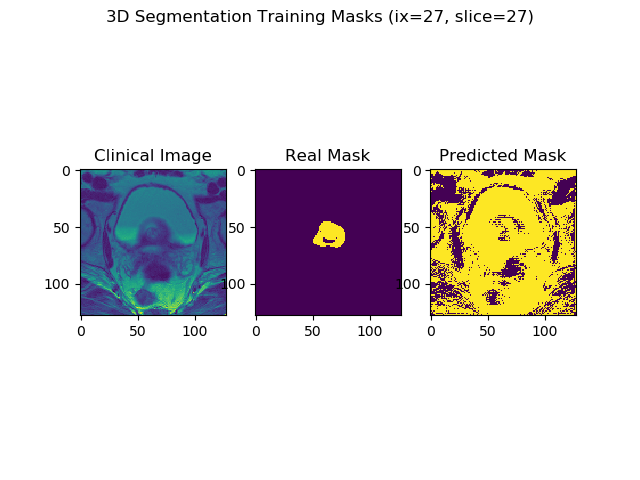 3D Segmentation Training Masks (ix=27, slice=27)
Clinical Image Real Mask Predicted Mask
0 0 0
50 50 50
100 100 100
0 100 0 50 100 0 50 100